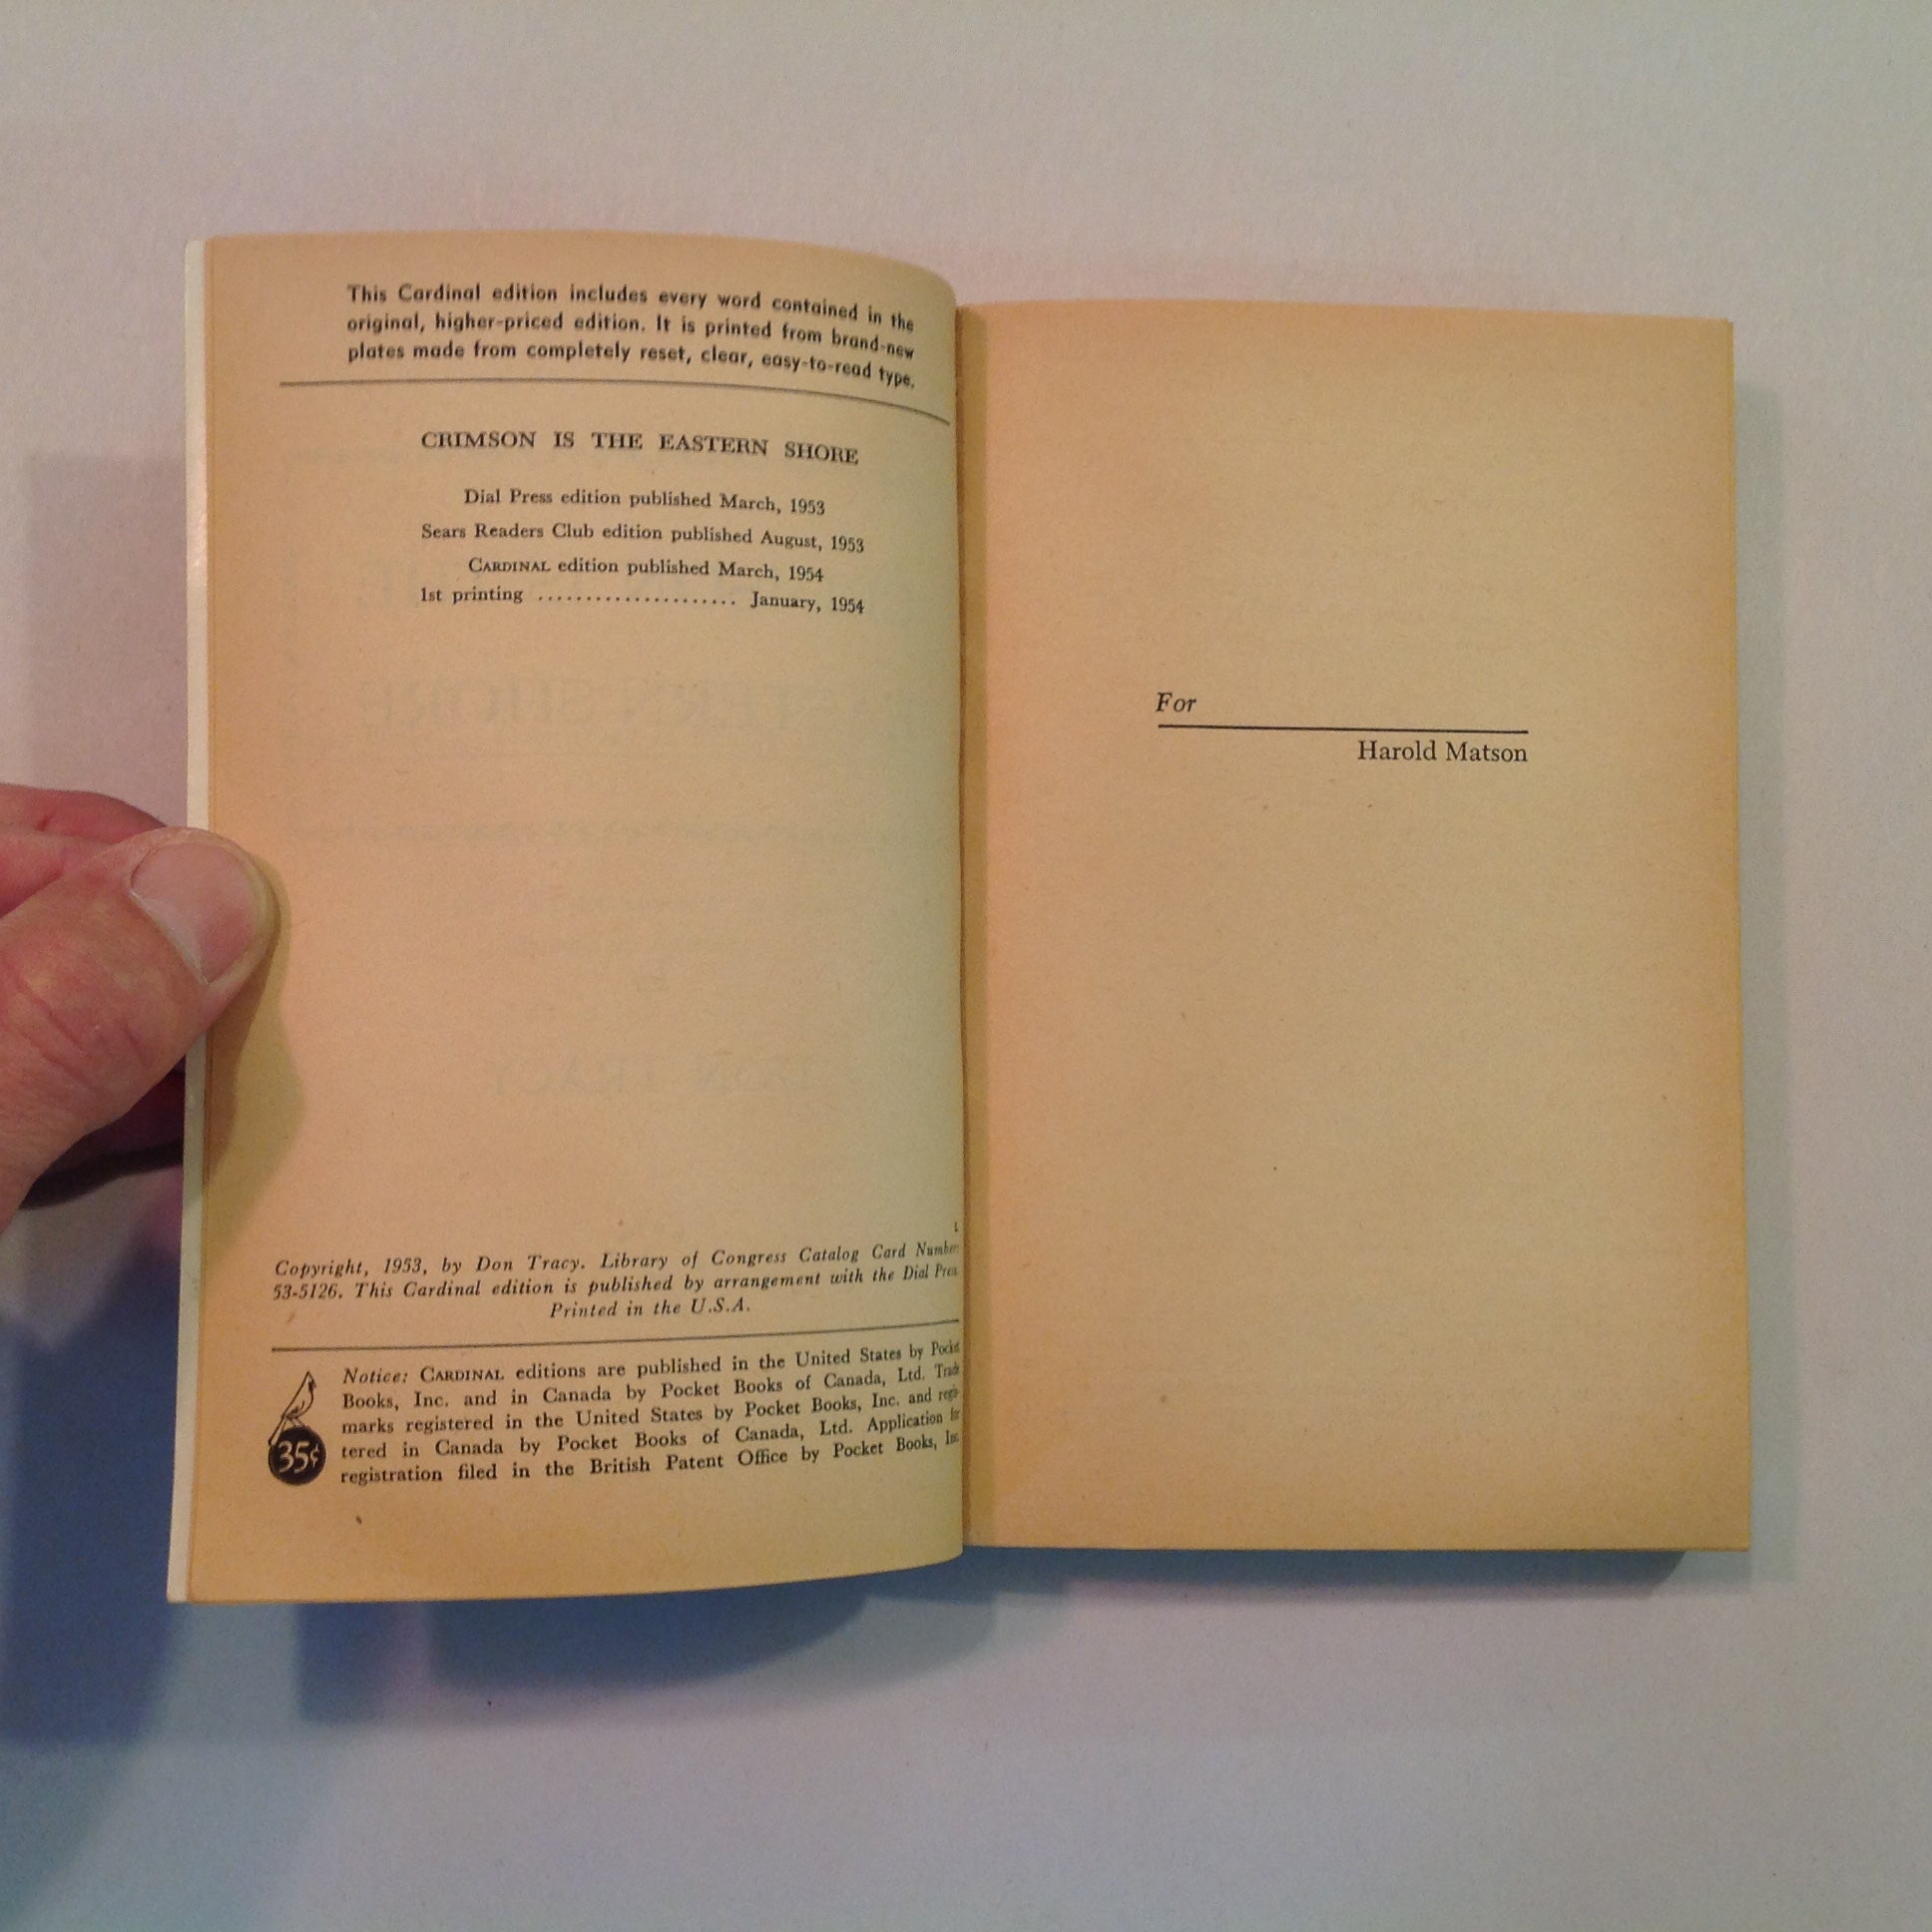 This Cardinal edition includes every word contained in the
original, higher-priced edition. It is printed from brand-new
plates made from completely reset, clear, easy-to-read type.
CRIMSON IS THE EASTERN SHORE
Dial Press edition published March, 1953
Sears Readers Club edition published August, 1953
CARDINAL edition published March, 1954
1st printing ..................... January, 1954
Copyright, 1953, by Don Tracy. Library of Congress Catalog Card Number:
53-5126. This Cardinal edition is published by arrangement with the Dial Press.
Printed in the U.S.A.
Notice: CARDINAL editions are published in the United States by Pocket
Books, Inc. and in Canada by Pocket Books of Canada, Ltd. Trade
marks registered in the United States by Pocket Books, Inc. and regis-
tered in Canada by Pocket Books of Canada, Ltd. Application for
registration filed in the British Patent Office by Pocket Books, Inc.
35¢
For
Harold Matson